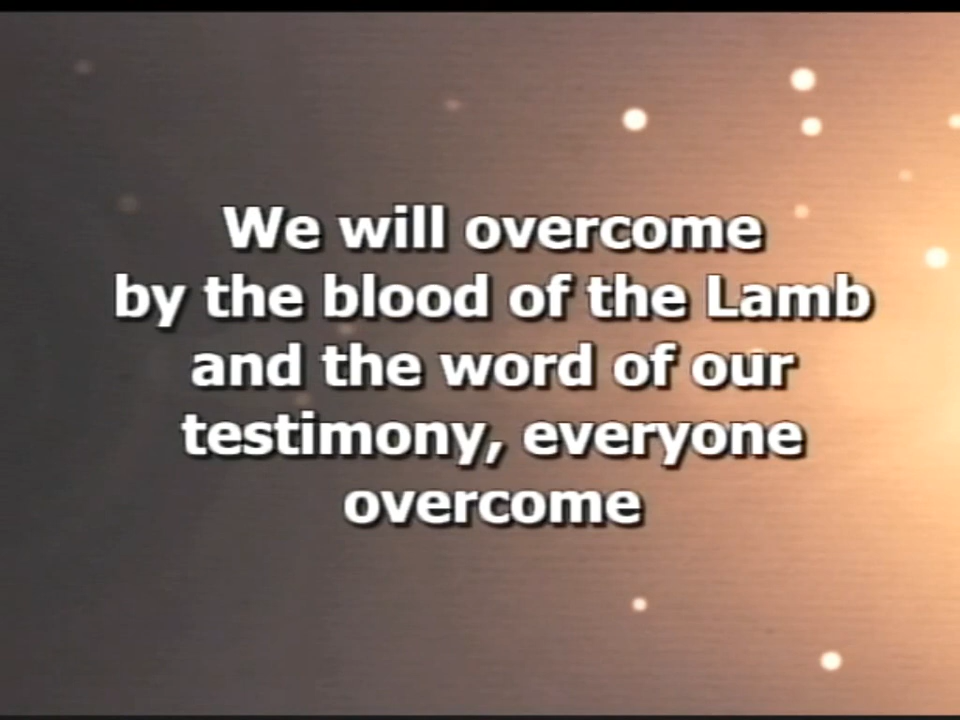 We will overcome
by the blood of the Lamb
and the word of our
testimony, everyone
overcome